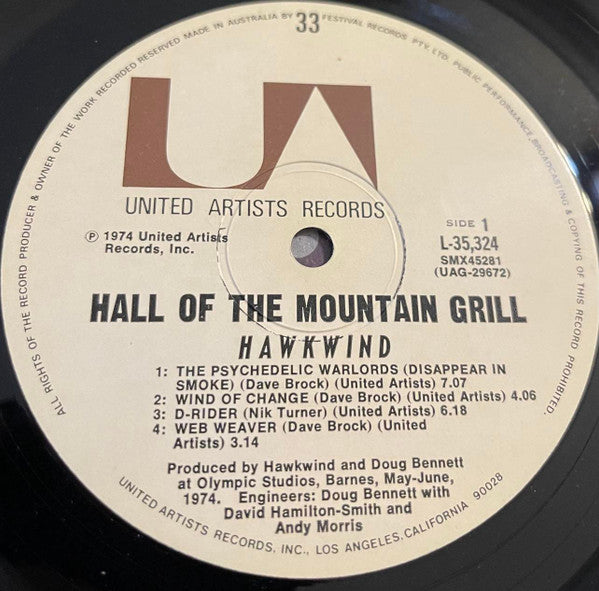 ALL RIGHTS OF THE RECORD PRODUCER & OWNER OF THE WORK RECORDED RESERVED MADE IN AUSTRALIA BY FESTIVAL RECORDS PTY. LTD. PUBLIC PERFORMANCE, BROADCASTING & COPYING OF THIS RECORD PROHIBITED.
33
UA
UNITED ARTISTS RECORDS
℗ 1974 United Artists
Records, Inc.
SIDE 1
L-35,324
SMX45281
(UAG-29672)
HALL OF THE MOUNTAIN GRILL
HAWKWIND
1: THE PSYCHEDELIC WARLORDS (DISAPPEAR IN
SMOKE) (Dave Brock) (United Artists) 7.07
2: WIND OF CHANGE (Dave Brock) (United Artists) 4.06
3: D-RIDER (Nik Turner) (United Artists) 6.18
4: WEB WEAVER (Dave Brock) (United
Artists) 3.14
Produced by Hawkwind and Doug Bennett
at Olympic Studios, Barnes, May-June,
1974. Engineers: Doug Bennett with
David Hamilton-Smith and
Andy Morris
UNITED ARTISTS RECORDS, INC., LOS ANGELES, CALIFORNIA 90028